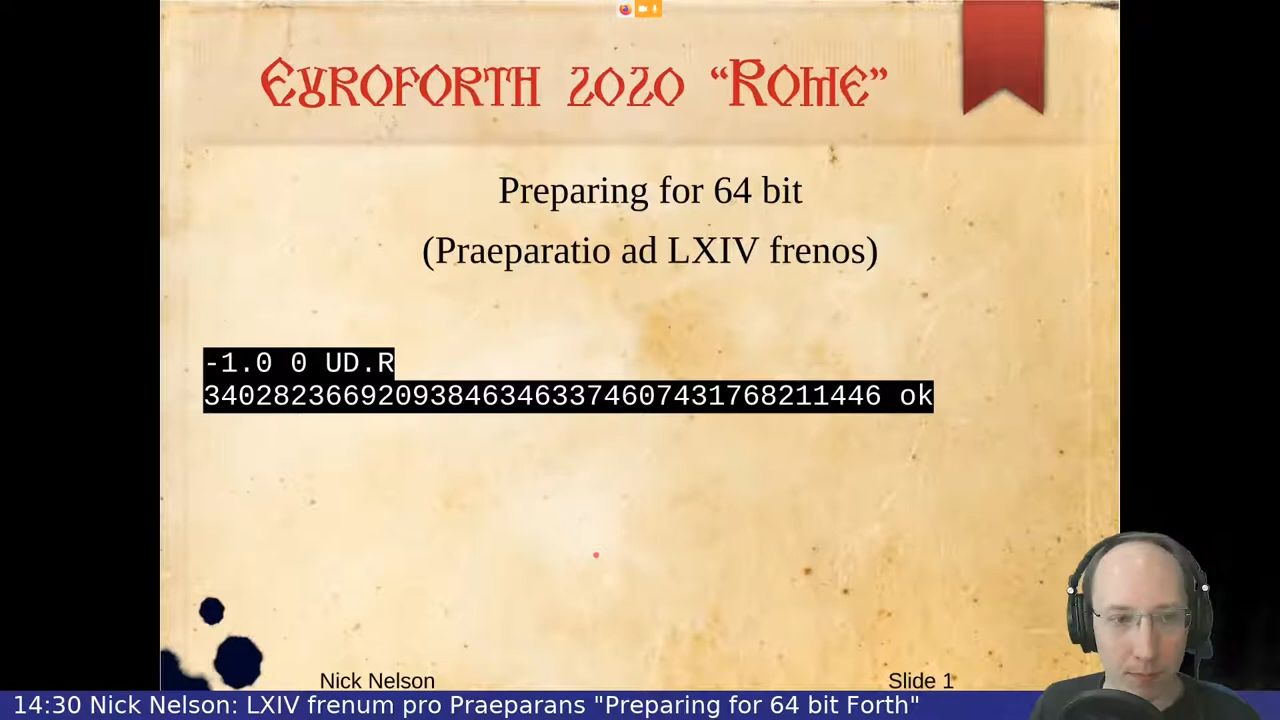 EUROFORTH 2020 “ROME”
Preparing for 64 bit
(Praeparatio ad LXIV frenos)
-1.0 0 UD.R
340282366920938463463374607431768211446 ok
Nick Nelson
Slide 1
14:30 Nick Nelson: LXIV frenum pro Praeparans "Preparing for 64 bit Forth"